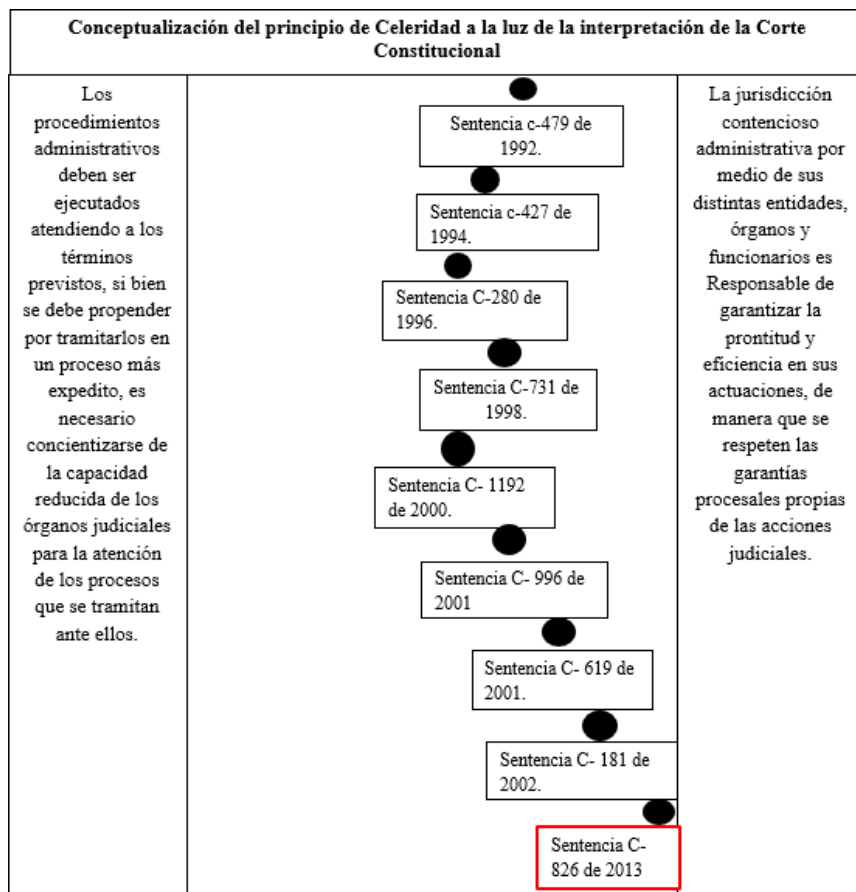 Conceptualización del principio de Celeridad a la luz de la interpretación de la Corte
Constitucional
Los
procedimientos
administrativos
deben ser
ejecutados
atendiendo a los
términos
previstos, si bien
se debe propender
por tramitarlos en
un proceso más
expedito, es
necesario
concientizarse de
la capacidad
reducida de los
órganos judiciales
para la atención
de los procesos
que se tramitan
ante ellos.
Sentencia c-479 de
1992.
Sentencia c-427 de
1994.
Sentencia C-280 de
1996.
Sentencia C-731 de
1998.
Sentencia C- 1192
de 2000.
Sentencia C- 996 de
2001
Sentencia C- 619 de
2001.
Sentencia C- 181 de
2002.
Sentencia C-
826 de 2013
La jurisdicción
contencioso
administrativa por
medio de sus
distintas entidades,
órganos y
funcionarios es
Responsable de
garantizar la
prontitud y
eficiencia en sus
actuaciones, de
manera que se
respeten las
garantías
procesales propias
de las acciones
judiciales.